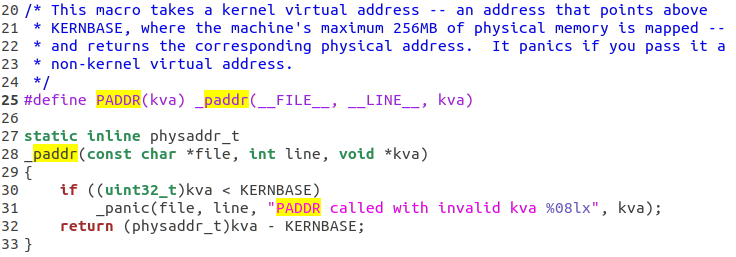 20 /* This macro takes a kernel virtual address -- an address that points above
21  * KERNBASE, where the machine's maximum 256MB of physical memory is mapped --
22  * and returns the corresponding physical address.  It panics if you pass it a
23  * non-kernel virtual address.
24  */
25 #define PADDR(kva) _paddr(__FILE__, __LINE__, kva)
26
27 static inline physaddr_t
28 _paddr(const char *file, int line, void *kva)
29 {
30     if ((uint32_t)kva < KERNBASE)
31         _panic(file, line, "PADDR called with invalid kva %08lx", kva);
32     return (physaddr_t)kva - KERNBASE;
33 }